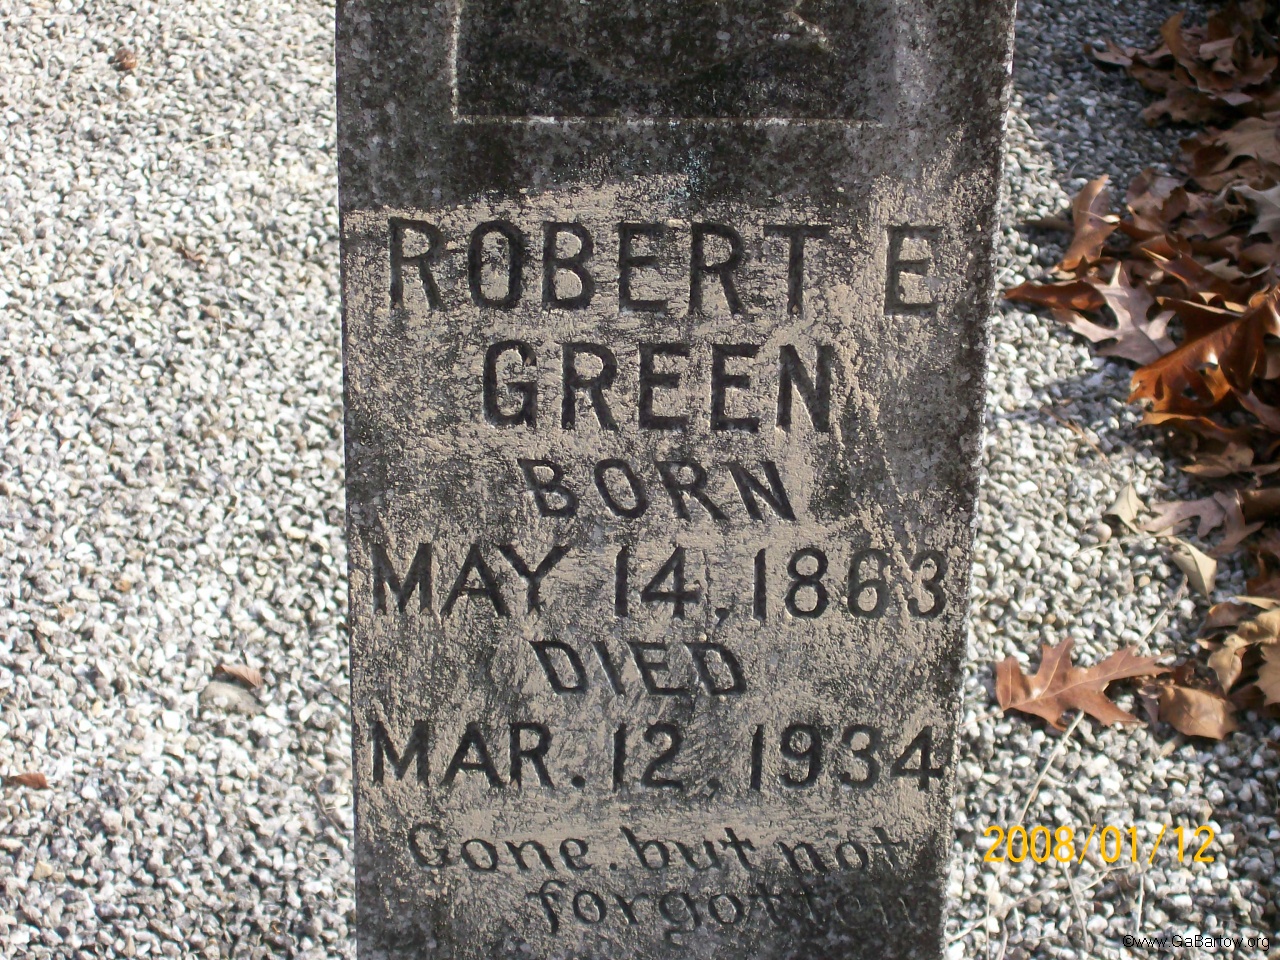 ROBERT E
GREEN
BORN
MAY 14, 1863
DIED
MAR. 12, 1934
Gone. but not
forgotten
2008/01/12
©www.GaBartow.org